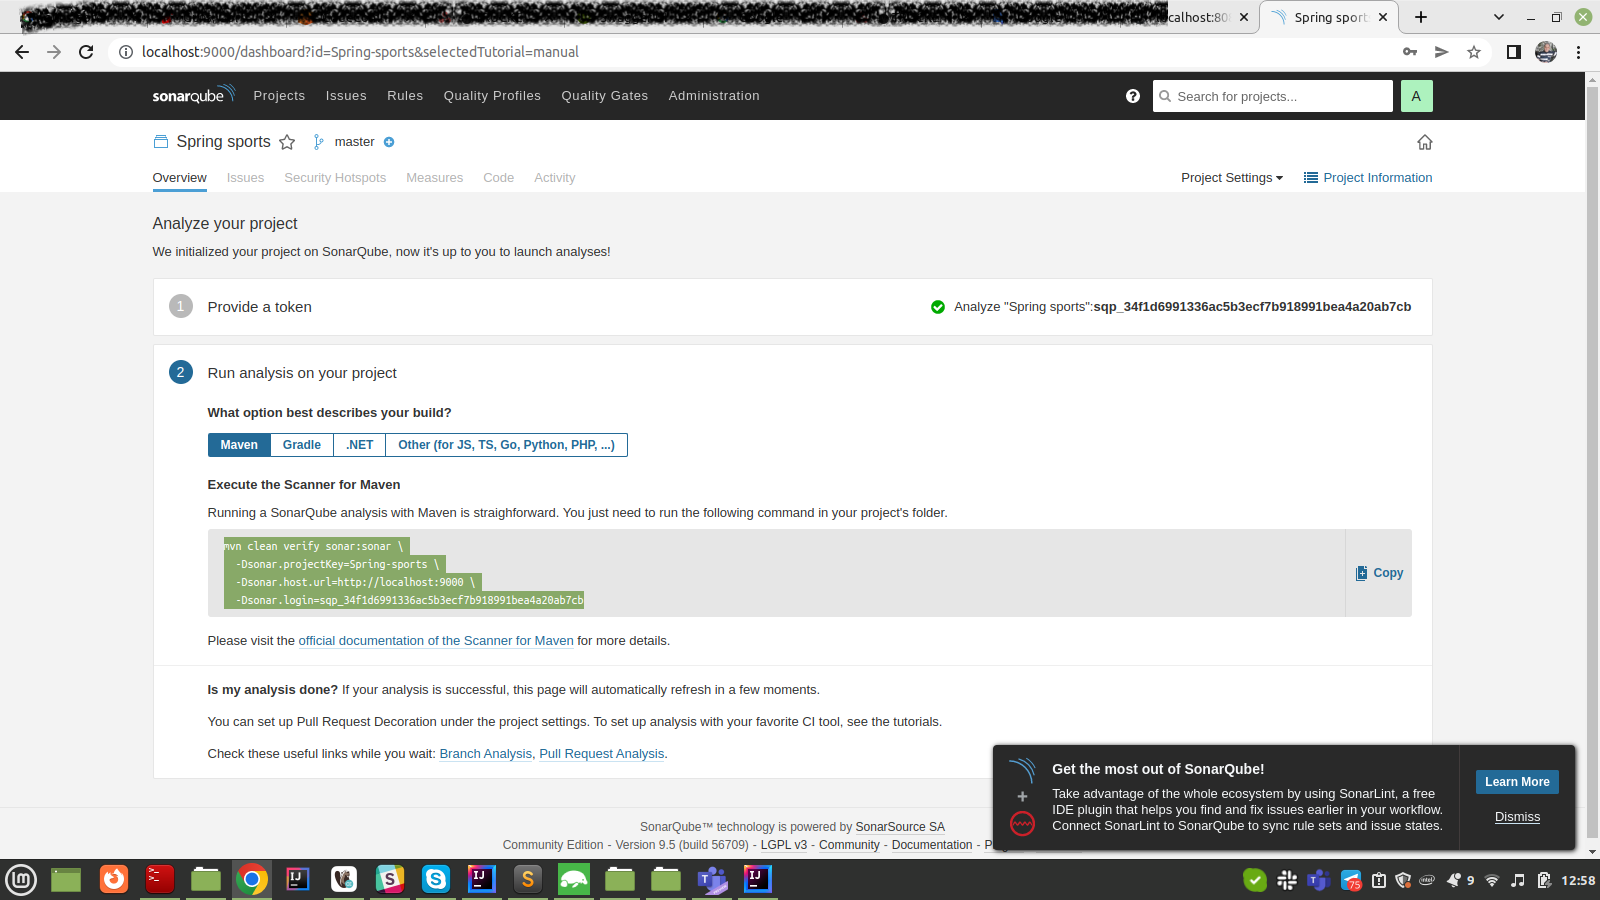 localhost:80
Spring sport
localhost:9000/dashboard?id=Spring-sports&selectedTutorial=manual
sonarqube Projects Issues Rules Quality Profiles Quality Gates Administration ? Search for projects... A
Spring sports master
Overview Issues Security Hotspots Measures Code Activity Project Settings Project Information
Analyze your project
We initialized your project on SonarQube, now it's up to you to launch analyses!
1 Provide a token Analyze "Spring sports":sqp_34f1d6991336ac5b3ecf7b918991bea4a20ab7cb
2 Run analysis on your project
What option best describes your build?
Maven Gradle .NET Other (for JS, TS, Go, Python, PHP, ...)
Execute the Scanner for Maven
Running a SonarQube analysis with Maven is straighforward. You just need to run the following command in your project's folder.
mvn clean verify sonar:sonar \
-Dsonar.projectKey=Spring-sports \
-Dsonar.host.url=http://localhost:9000 \
-Dsonar.login=sqp_34f1d6991336ac5b3ecf7b918991bea4a20ab7cb
Copy
Please visit the official documentation of the Scanner for Maven for more details.
Is my analysis done? If your analysis is successful, this page will automatically refresh in a few moments.
You can set up Pull Request Decoration under the project settings. To set up analysis with your favorite CI tool, see the tutorials.
Check these useful links while you wait: Branch Analysis, Pull Request Analysis.
Get the most out of SonarQube!
Take advantage of the whole ecosystem by using SonarLint, a free
IDE plugin that helps you find and fix issues earlier in your workflow.
Connect SonarLint to SonarQube to sync rule sets and issue states.
Learn More
Dismiss
SonarQube™ technology is powered by SonarSource SA
Community Edition - Version 9.5 (build 56709) - LGPL v3 - Community - Documentation -
75 9 12:58